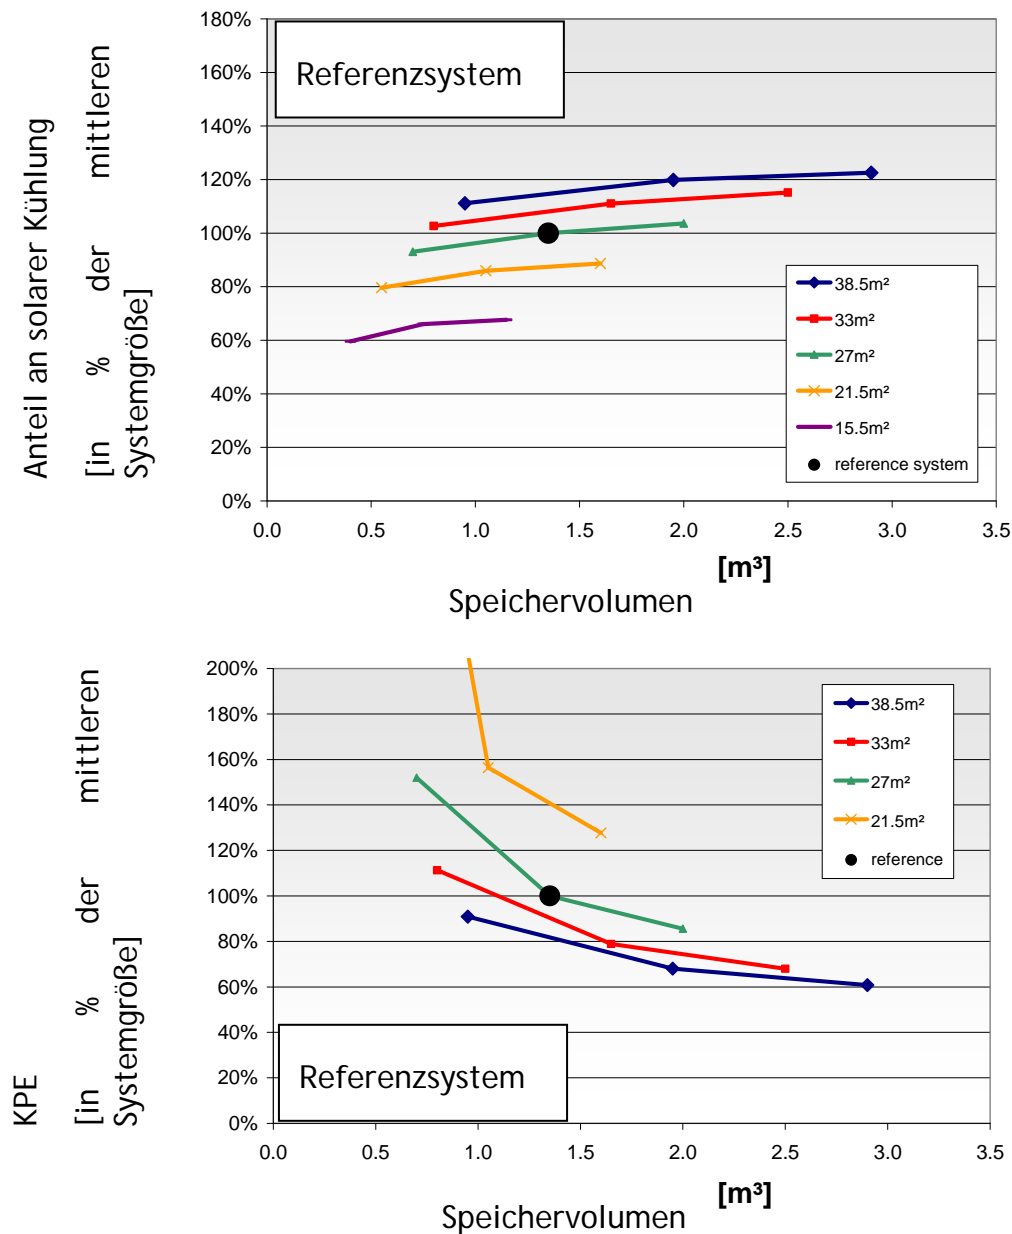 180%
160%
140%
120%
100%
80%
60%
40%
20%
0%
Referenzsystem
Anteil an solarer Kühlung
[in % der mittleren
Systemgröße]
38.5m²
33m²
27m²
21.5m²
15.5m²
reference system
0.0 0.5 1.0 1.5 2.0 2.5 3.0 3.5
[m³]
Speichervolumen
200%
180%
160%
140%
120%
100%
80%
60%
40%
20%
0%
KPE
[in % der mittleren
Systemgröße]
38.5m²
33m²
27m²
21.5m²
reference
Referenzsystem
0.0 0.5 1.0 1.5 2.0 2.5 3.0 3.5
[m³]
Speichervolumen